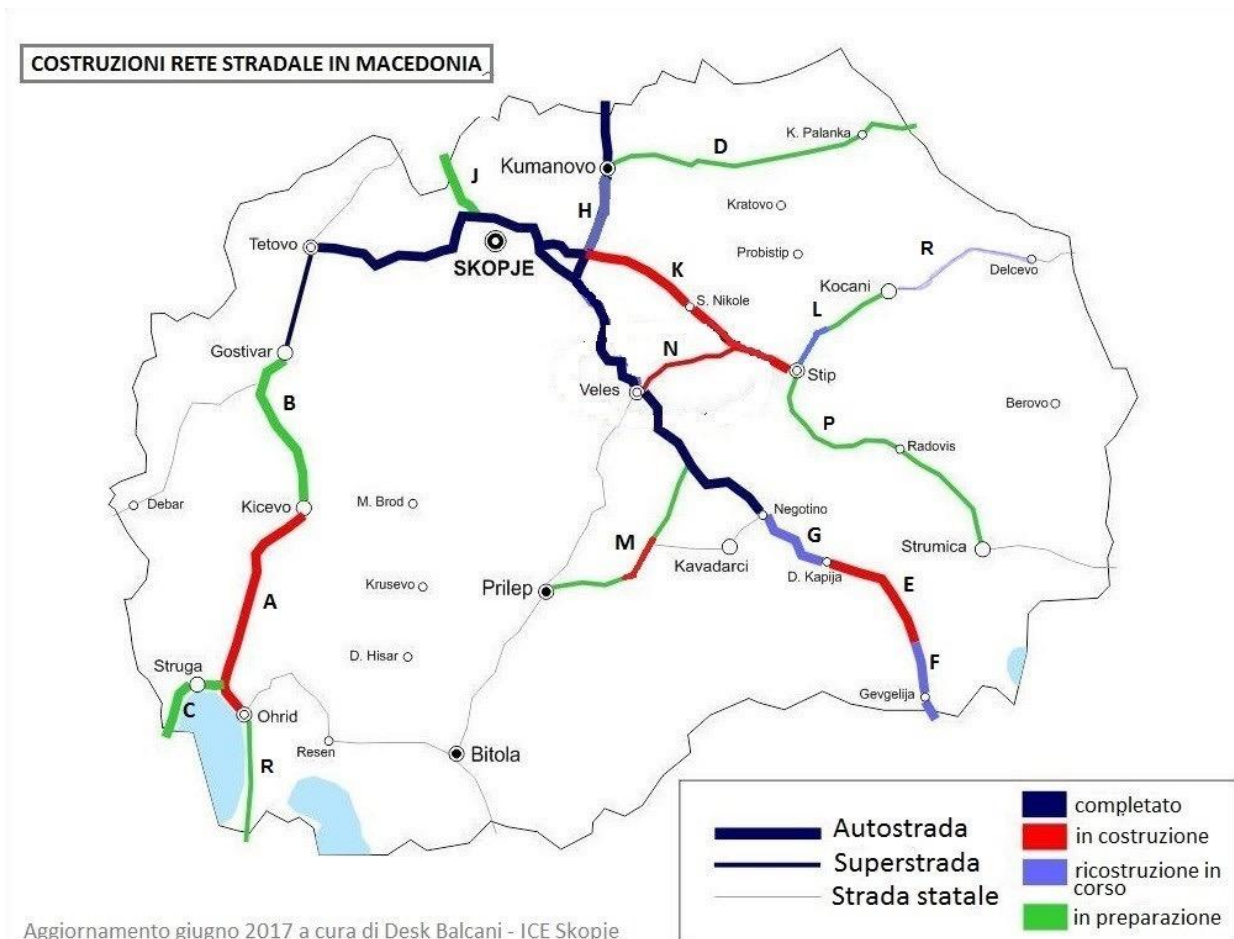 COSTRUZIONI RETE STRADALE IN MACEDONIA
K. Palanka
D
Kumanovo
J
H
Kratovo
Tetovo
SKOPJE
Probistip
R
Delcevo
K
Kocani
S. Nikole
L
Gostivar
N
Stip
Veles
B
Berovo
P
Radovis
Debar
Kicevo
M. Brod
Negotino
G
M
Kavadarci
Strumica
D. Kapija
E
Krusevo
Prilep
A
D. Hisar
F
Struga
Gevgelija
C
Ohrid
Resen
Bitola
R
Autostrada
Superstrada
Strada statale
completato
in costruzione
ricostruzione in
corso
in preparazione
Aggiornamento giugno 2017 a cura di Desk Balcani - ICE Skopje